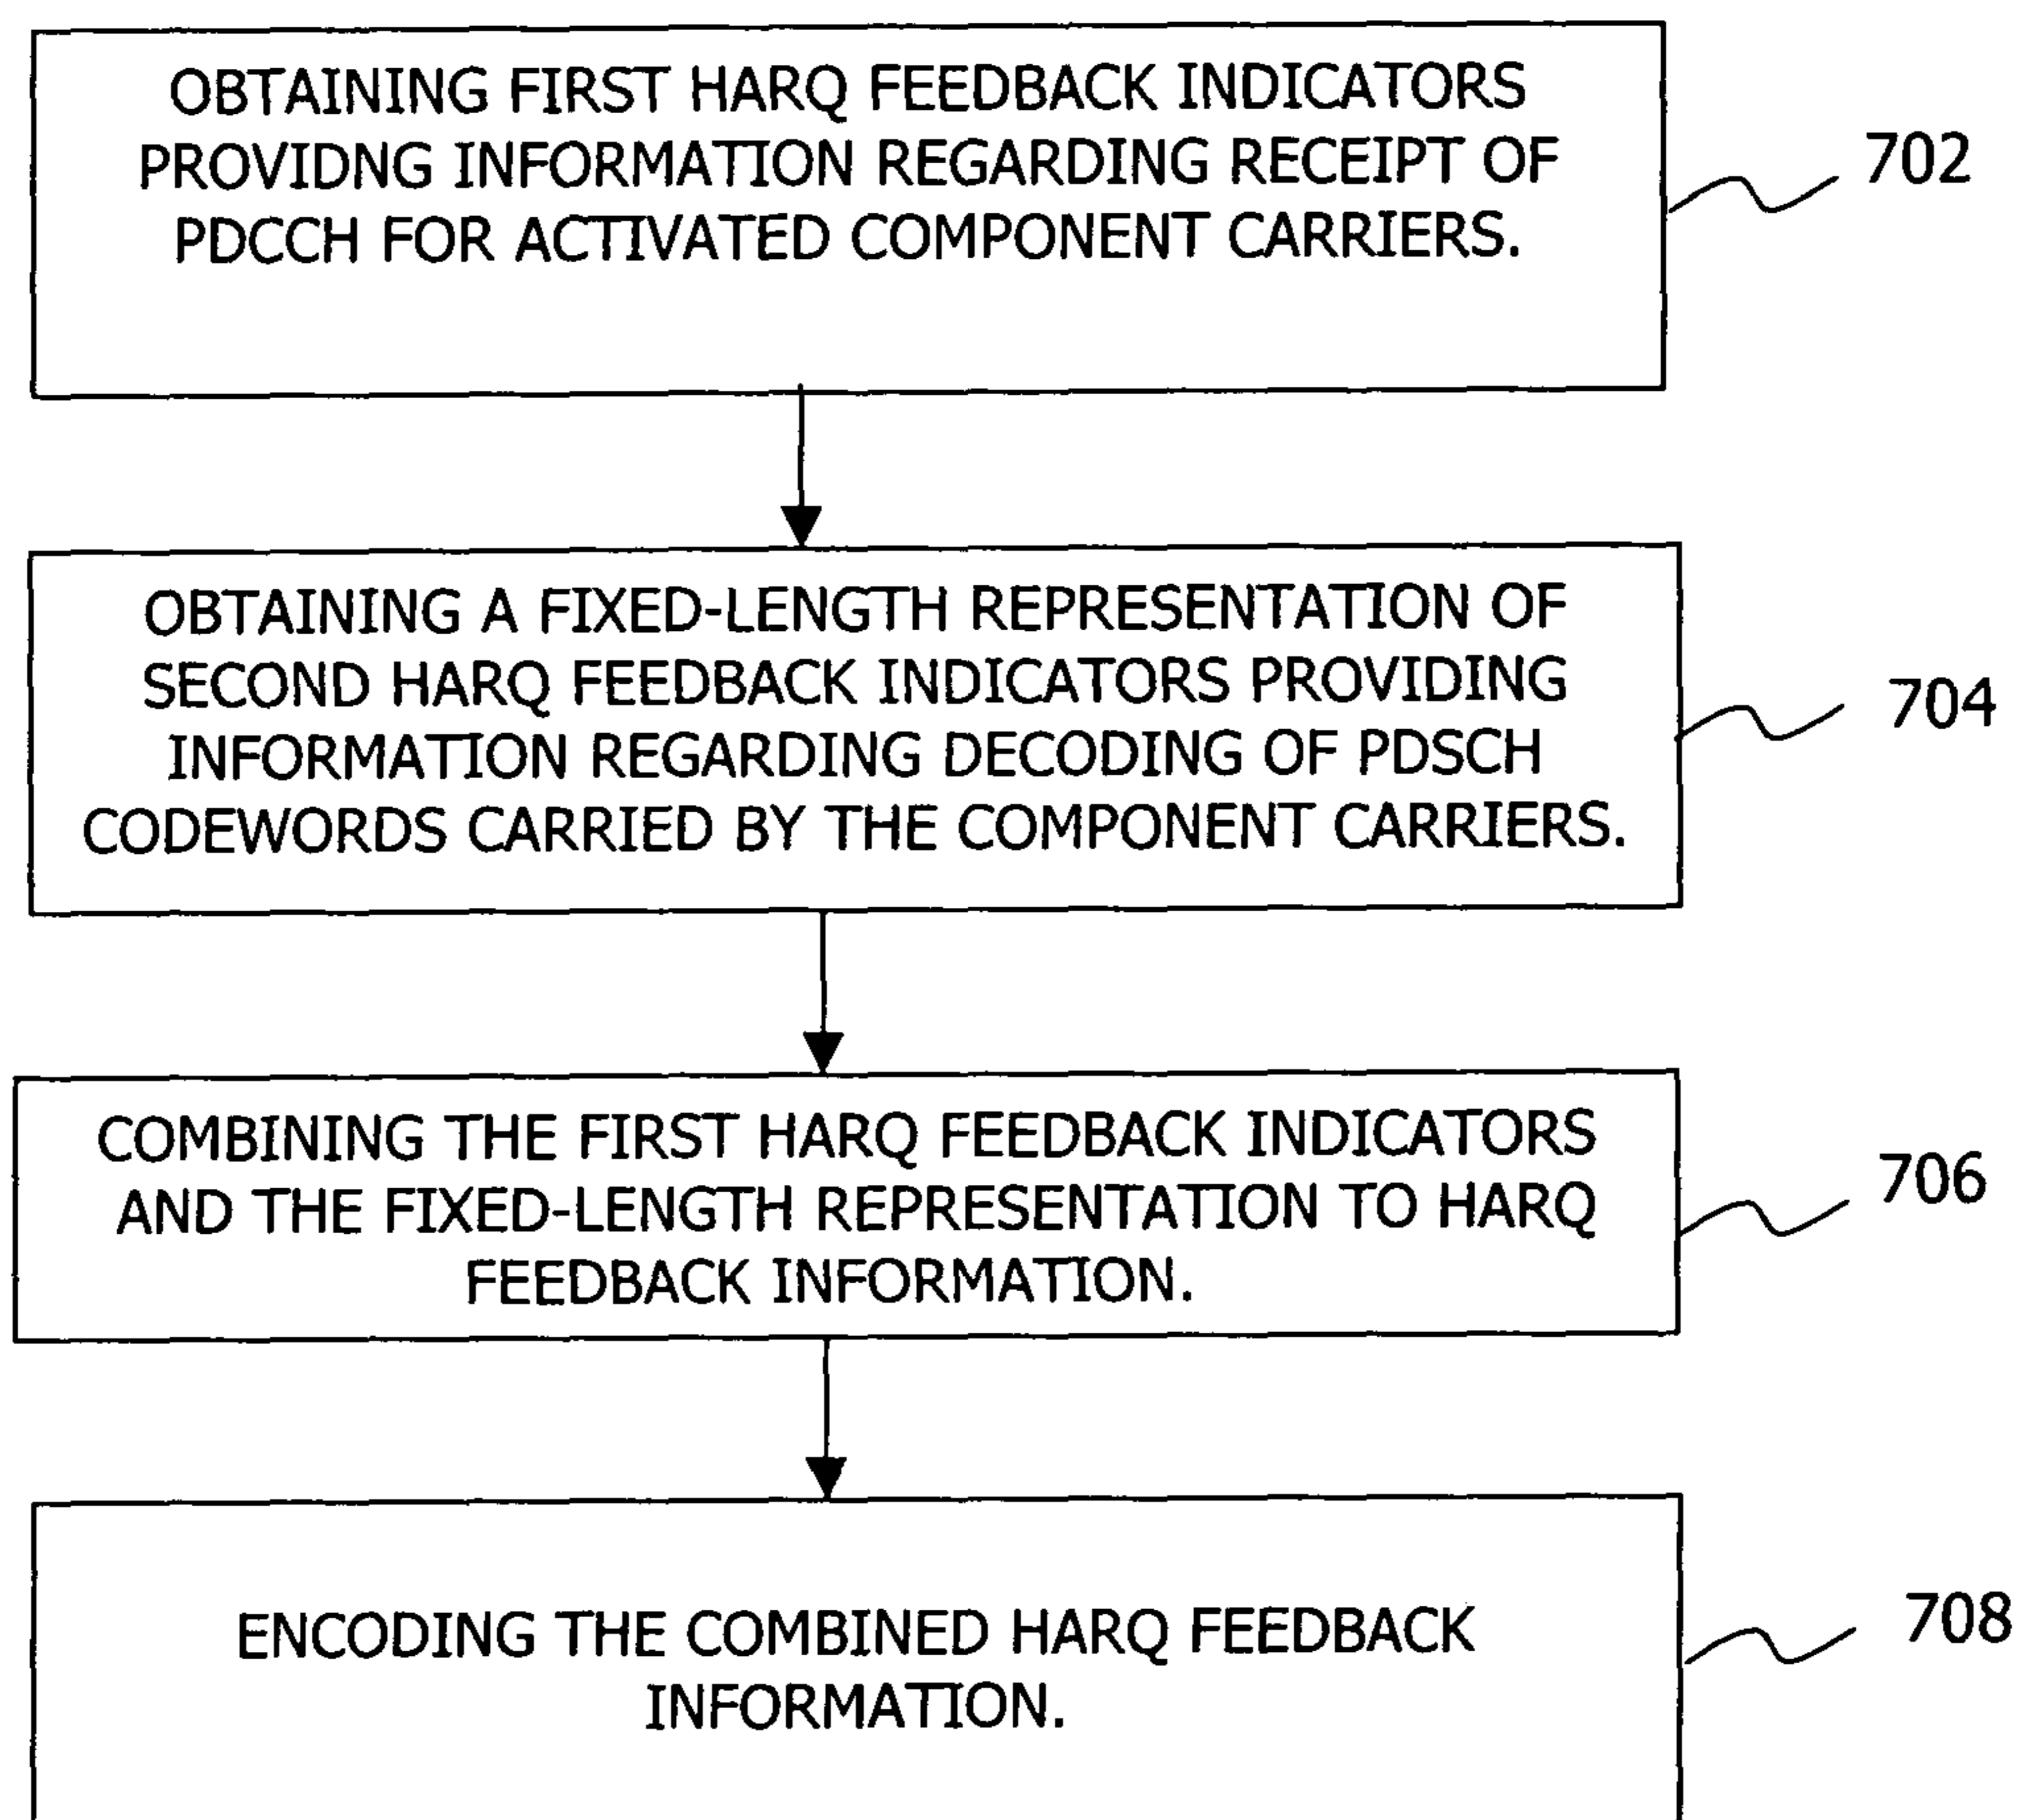 OBTAINING FIRST HARQ FEEDBACK INDICATORS
PROVIDNG INFORMATION REGARDING RECEIPT OF
PDCCH FOR ACTIVATED COMPONENT CARRIERS.
702
OBTAINING A FIXED-LENGTH REPRESENTATION OF
SECOND HARQ FEEDBACK INDICATORS PROVIDING
INFORMATION REGARDING DECODING OF PDSCH
CODEWORDS CARRIED BY THE COMPONENT CARRIERS.
704
COMBINING THE FIRST HARQ FEEDBACK INDICATORS
AND THE FIXED-LENGTH REPRESENTATION TO HARQ
FEEDBACK INFORMATION.
706
ENCODING THE COMBINED HARQ FEEDBACK
INFORMATION.
708